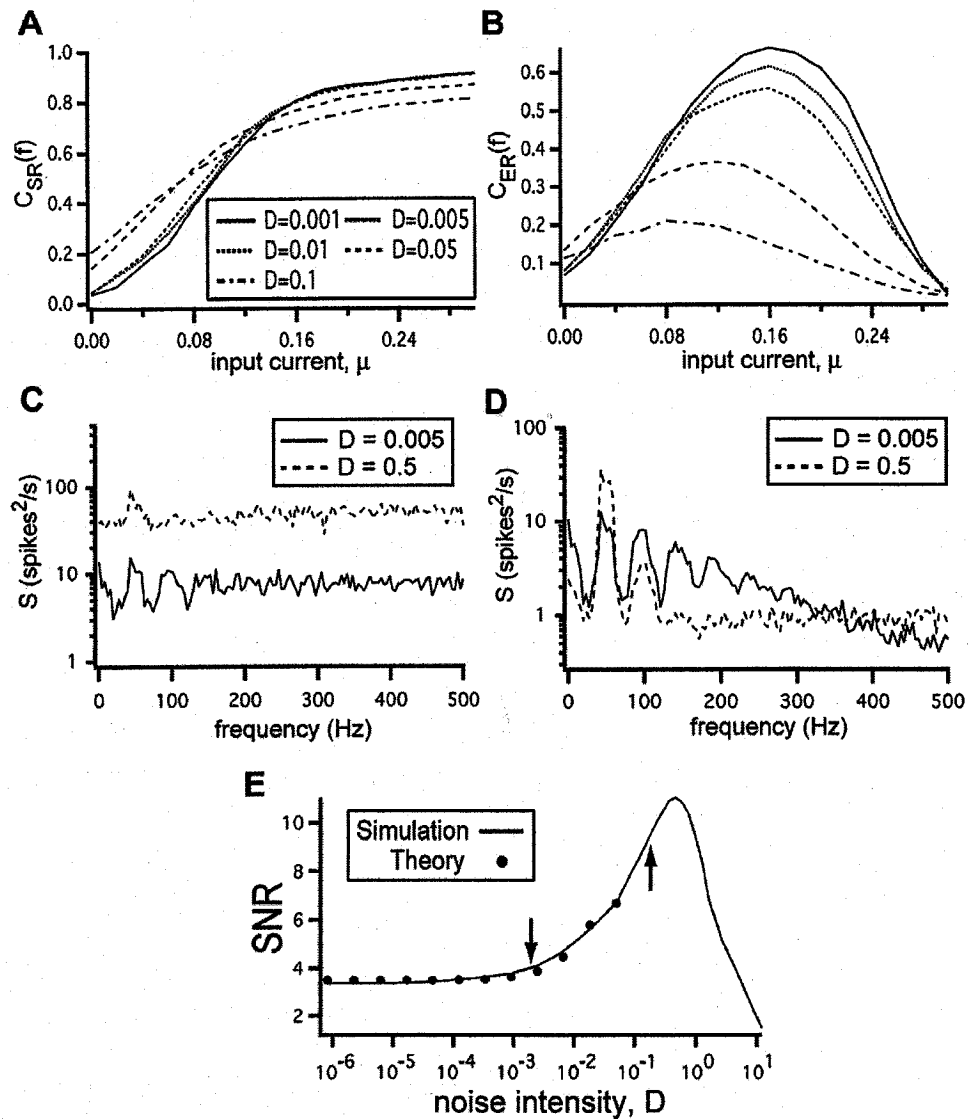 A
C_SR(f)
1.0
0.8
0.6
0.4
0.2
0.0
D=0.001 D=0.005
D=0.01 D=0.05
D=0.1
0.00 0.08 0.16 0.24
input current, μ
B
C_ER(f)
0.6
0.5
0.4
0.3
0.2
0.1
0.00 0.08 0.16 0.24
input current, μ
C
S (spikes²/s)
100
10
1
D = 0.005
D = 0.5
0 100 200 300 400 500
frequency (Hz)
D
S (spikes²/s)
100
10
1
D = 0.005
D = 0.5
0 100 200 300 400 500
frequency (Hz)
E
SNR
10
8
6
4
2
Simulation
Theory
10⁻⁶ 10⁻⁵ 10⁻⁴ 10⁻³ 10⁻² 10⁻¹ 10⁰ 10¹
noise intensity, D